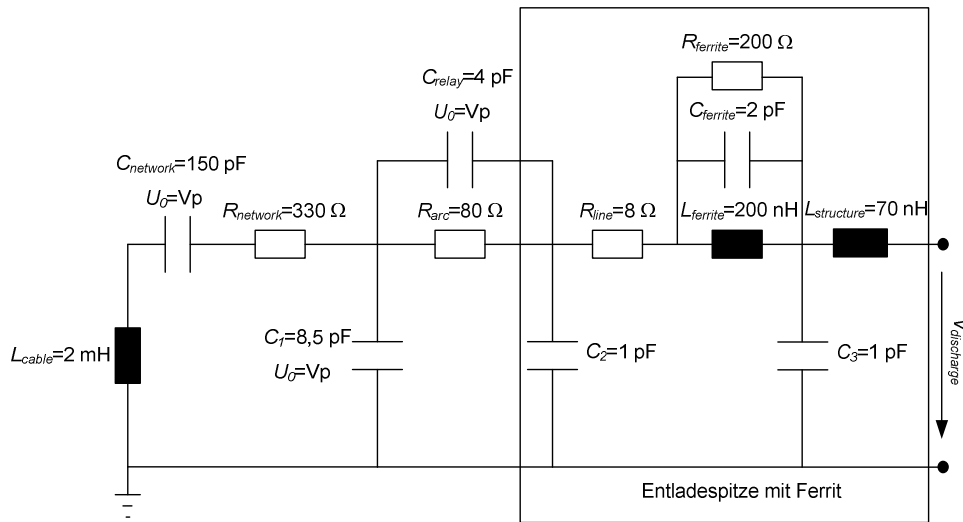 R_ferrite=200 Ω
C_relay=4 pF
U_0=Vp
C_ferrite=2 pF
C_network=150 pF
U_0=Vp
R_network=330 Ω
R_arc=80 Ω
R_line=8 Ω
L_ferrite=200 nH
L_structure=70 nH
L_cable=2 mH
C_1=8,5 pF
U_0=Vp
C_2=1 pF
C_3=1 pF
v_discharge
Entladespitze mit Ferrit